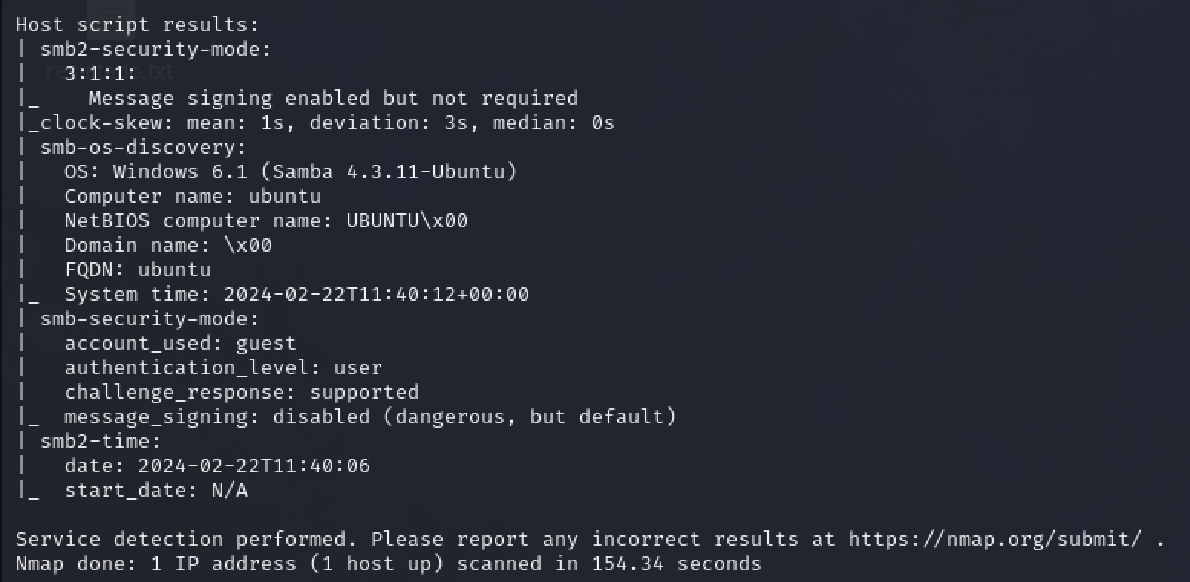 Host script results:
| smb2-security-mode:
|   3:1:1:
|_    Message signing enabled but not required
|_clock-skew: mean: 1s, deviation: 3s, median: 0s
| smb-os-discovery:
|   OS: Windows 6.1 (Samba 4.3.11-Ubuntu)
|   Computer name: ubuntu
|   NetBIOS computer name: UBUNTU\x00
|   Domain name: \x00
|   FQDN: ubuntu
|_  System time: 2024-02-22T11:40:12+00:00
| smb-security-mode:
|   account_used: guest
|   authentication_level: user
|   challenge_response: supported
|_  message_signing: disabled (dangerous, but default)
| smb2-time:
|   date: 2024-02-22T11:40:06
|_  start_date: N/A
Service detection performed. Please report any incorrect results at https://nmap.org/submit/ .
Nmap done: 1 IP address (1 host up) scanned in 154.34 seconds